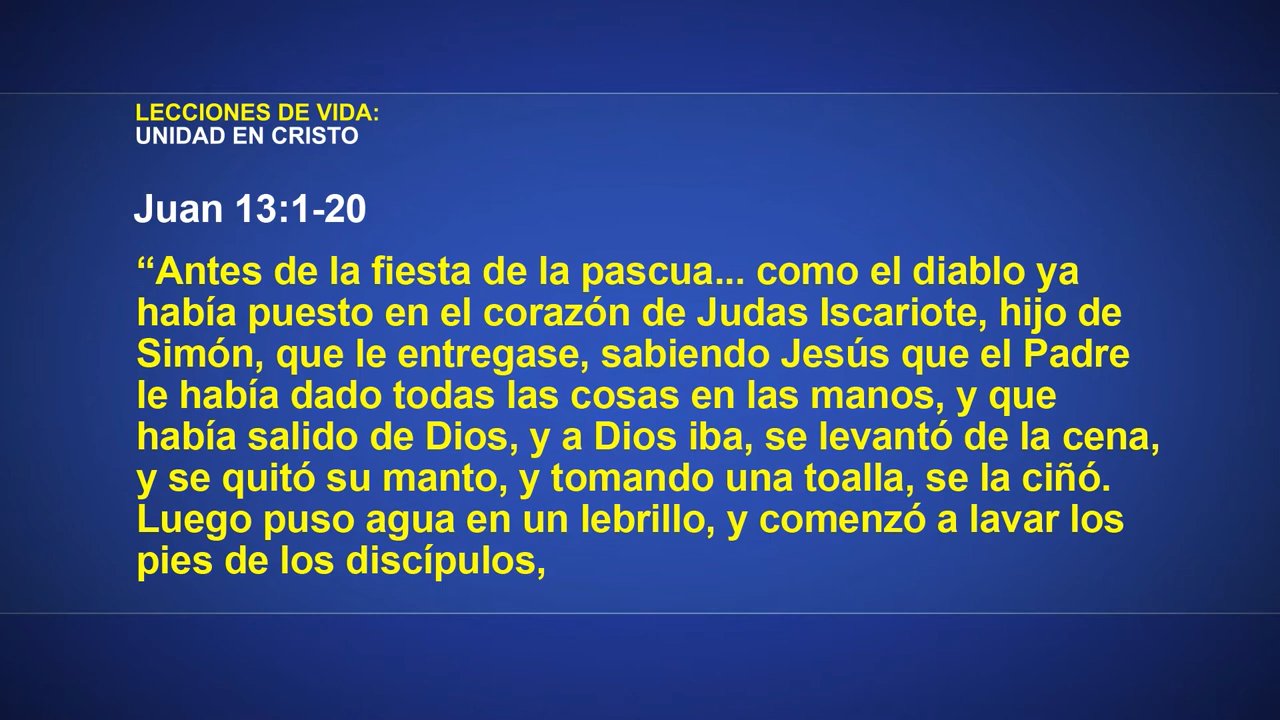 LECCIONES DE VIDA:
UNIDAD EN CRISTO
Juan 13:1-20
“Antes de la fiesta de la pascua... como el diablo ya
había puesto en el corazón de Judas Iscariote, hijo de
Simón, que le entregase, sabiendo Jesús que el Padre
le había dado todas las cosas en las manos, y que
había salido de Dios, y a Dios iba, se levantó de la cena,
y se quitó su manto, y tomando una toalla, se la ciñó.
Luego puso agua en un lebrillo, y comenzó a lavar los
pies de los discípulos,